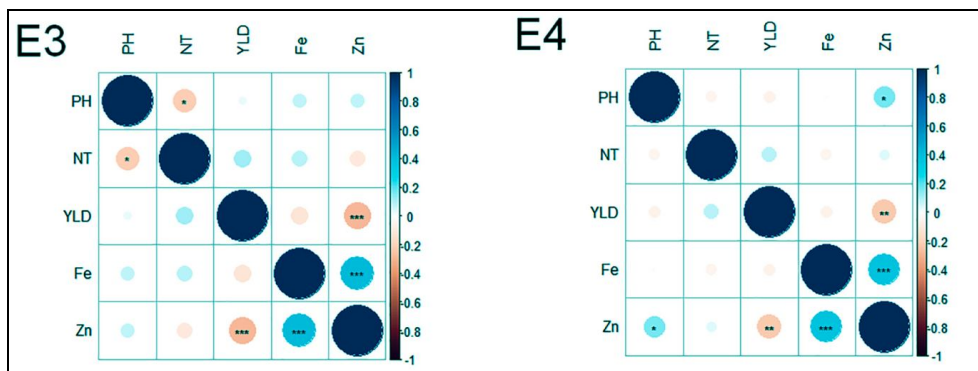 E3
PH NT YLD Fe Zn
PH *
NT *
YLD ***
Fe ***
Zn *** ***
1
0.8
0.6
0.4
0.2
0
-0.2
-0.4
-0.6
-0.8
-1
E4
PH NT YLD Fe Zn
PH *
NT
YLD **
Fe ***
Zn * ** ***
1
0.8
0.6
0.4
0.2
0
-0.2
-0.4
-0.6
-0.8
-1